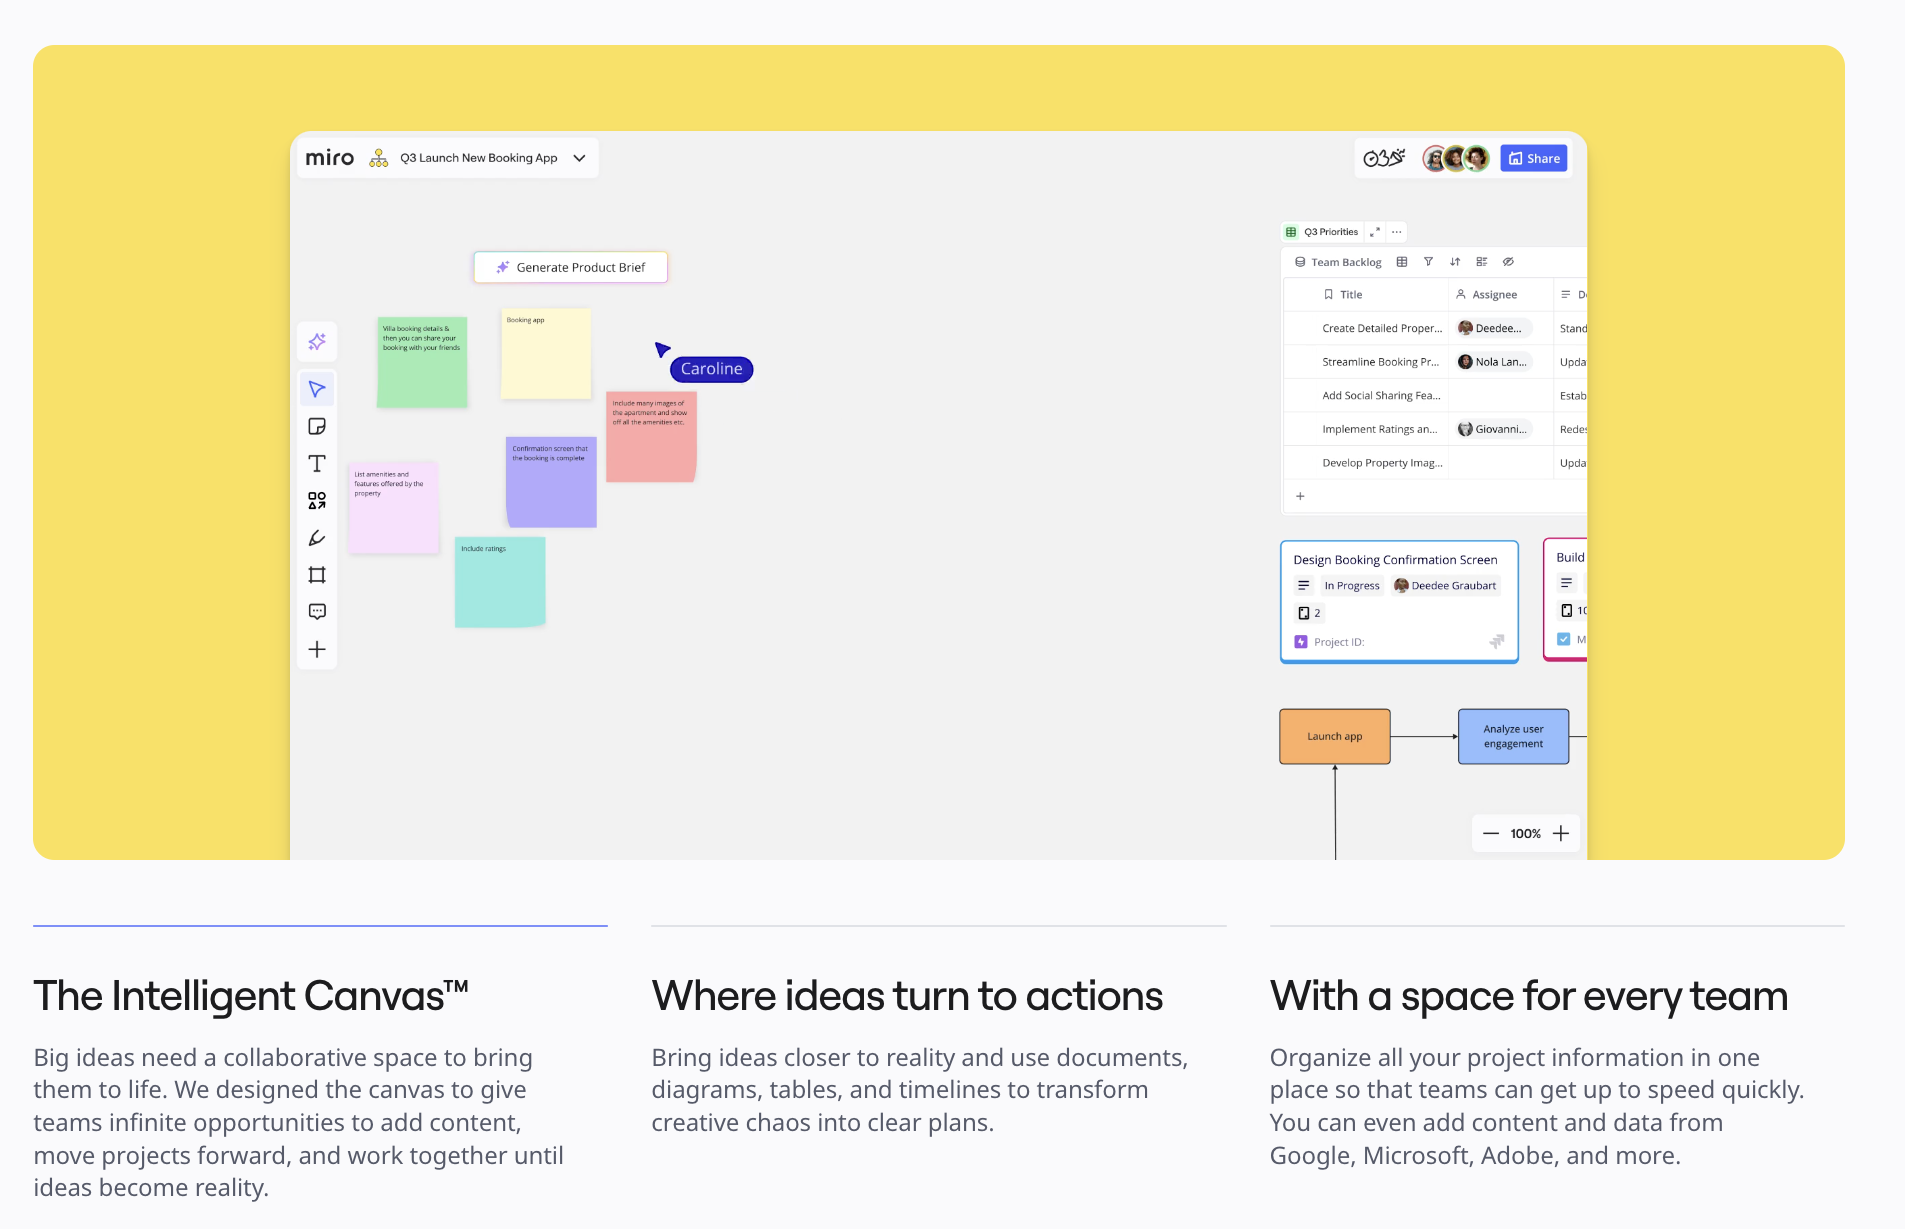 miro
Q3 Launch New Booking App
Share
Generate Product Brief
Villa booking details &
then you can share your
booking with your friends
Booking app
Caroline
Include many images of
the apartment and show
off all the amenities etc.
Confirmation screen that
the booking is complete
List amenities and
features offered by the
property
Include ratings
Q3 Priorities
Team Backlog
Title
Assignee
Create Detailed Proper...
Deedee...
Stand
Streamline Booking Pr...
Nola Lan...
Upda
Add Social Sharing Fea...
Estab
Implement Ratings an...
Giovanni...
Redes
Develop Property Imag...
Upda
Design Booking Confirmation Screen
In Progress
Deedee Graubart
2
Project ID:
Build
10
M
Launch app
Analyze user
engagement
100%
The Intelligent Canvas™
Big ideas need a collaborative space to bring
them to life. We designed the canvas to give
teams infinite opportunities to add content,
move projects forward, and work together until
ideas become reality.
Where ideas turn to actions
Bring ideas closer to reality and use documents,
diagrams, tables, and timelines to transform
creative chaos into clear plans.
With a space for every team
Organize all your project information in one
place so that teams can get up to speed quickly.
You can even add content and data from
Google, Microsoft, Adobe, and more.